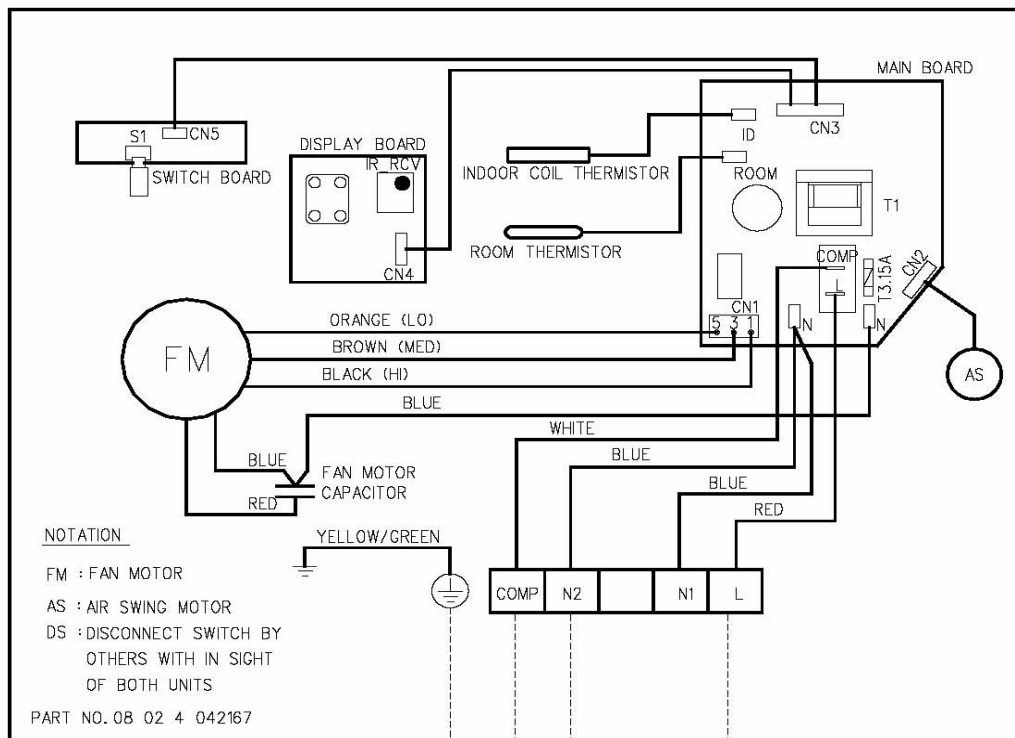 MAIN BOARD
S1
CN5
SWITCH BOARD
DISPLAY BOARD
IR_RCV
CN4
INDOOR COIL THERMISTOR
ROOM THERMISTOR
ID
CN3
ROOM
T1
COMP
L
T3.15A
CN2
CN1
5 3 1
N
N
AS
FM
ORANGE (LO)
BROWN (MED)
BLACK (HI)
BLUE
WHITE
BLUE
BLUE
RED
BLUE
RED
FAN MOTOR
CAPACITOR
YELLOW/GREEN
COMP N2 N1 L
NOTATION
FM : FAN MOTOR
AS : AIR SWING MOTOR
DS : DISCONNECT SWITCH BY
OTHERS WITH IN SIGHT
OF BOTH UNITS
PART NO. 08 02 4 042167